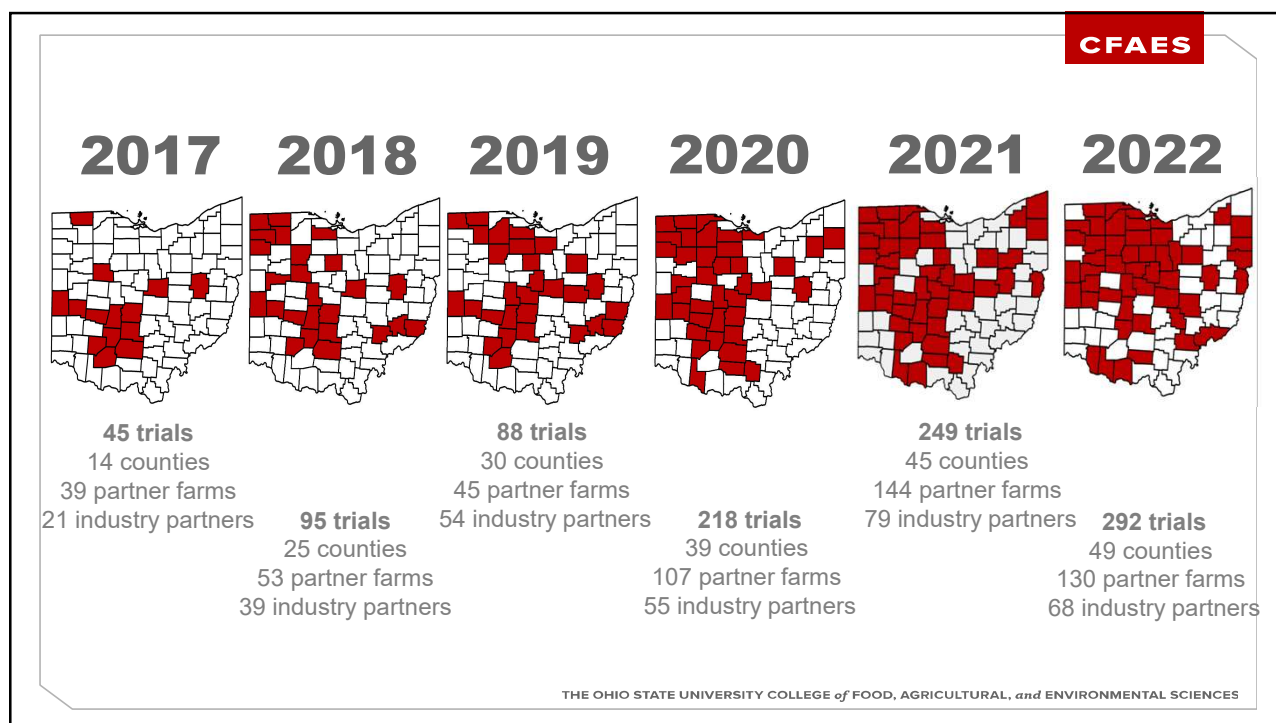 CFAES
2017
2018
2019
2020
2021
2022
45 trials
14 counties
39 partner farms
21 industry partners
95 trials
25 counties
53 partner farms
39 industry partners
88 trials
30 counties
45 partner farms
54 industry partners
218 trials
39 counties
107 partner farms
55 industry partners
249 trials
45 counties
144 partner farms
79 industry partners
292 trials
49 counties
130 partner farms
68 industry partners
THE OHIO STATE UNIVERSITY COLLEGE of FOOD, AGRICULTURAL, and ENVIRONMENTAL SCIENCES